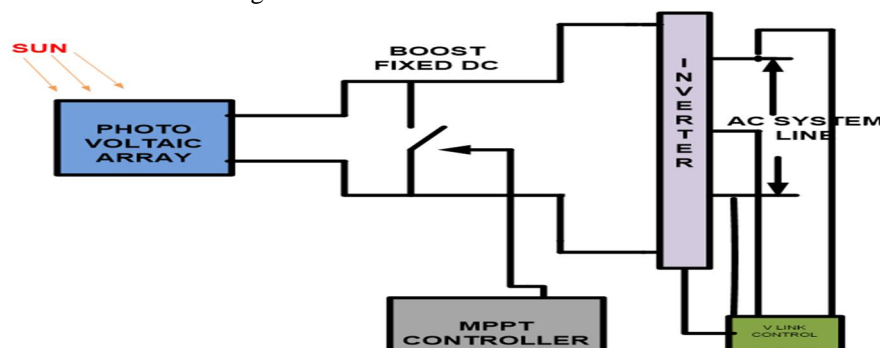 SUN
BOOST
FIXED DC
PHOTO
VOLTAIC
ARRAY
INVERTER
AC SYSTEM
LINE
MPPT
CONTROLLER
V LINK
CONTROL